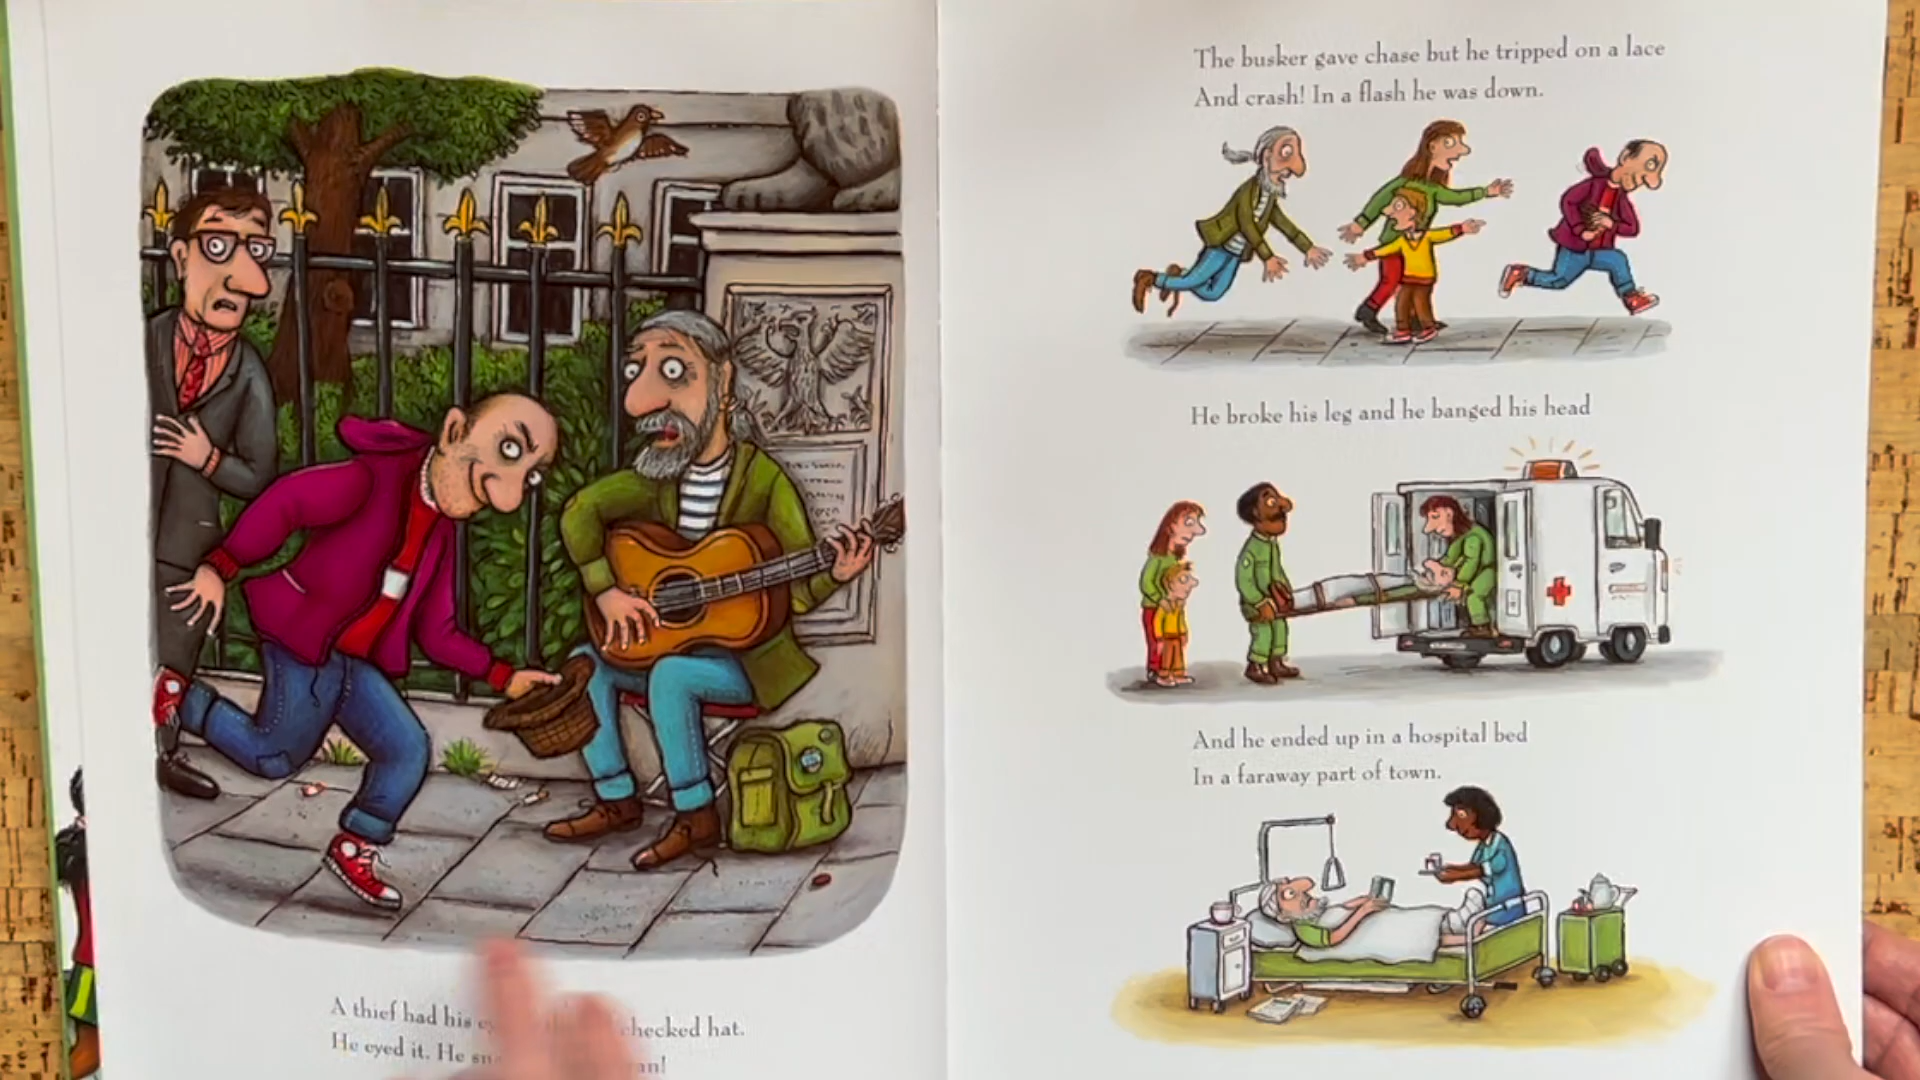 A thief had his checked hat.
He eyed it. He
The busker gave chase but he tripped on a lace
And crash! In a flash he was down.
He broke his leg and he banged his head
And he ended up in a hospital bed
In a faraway part of town.